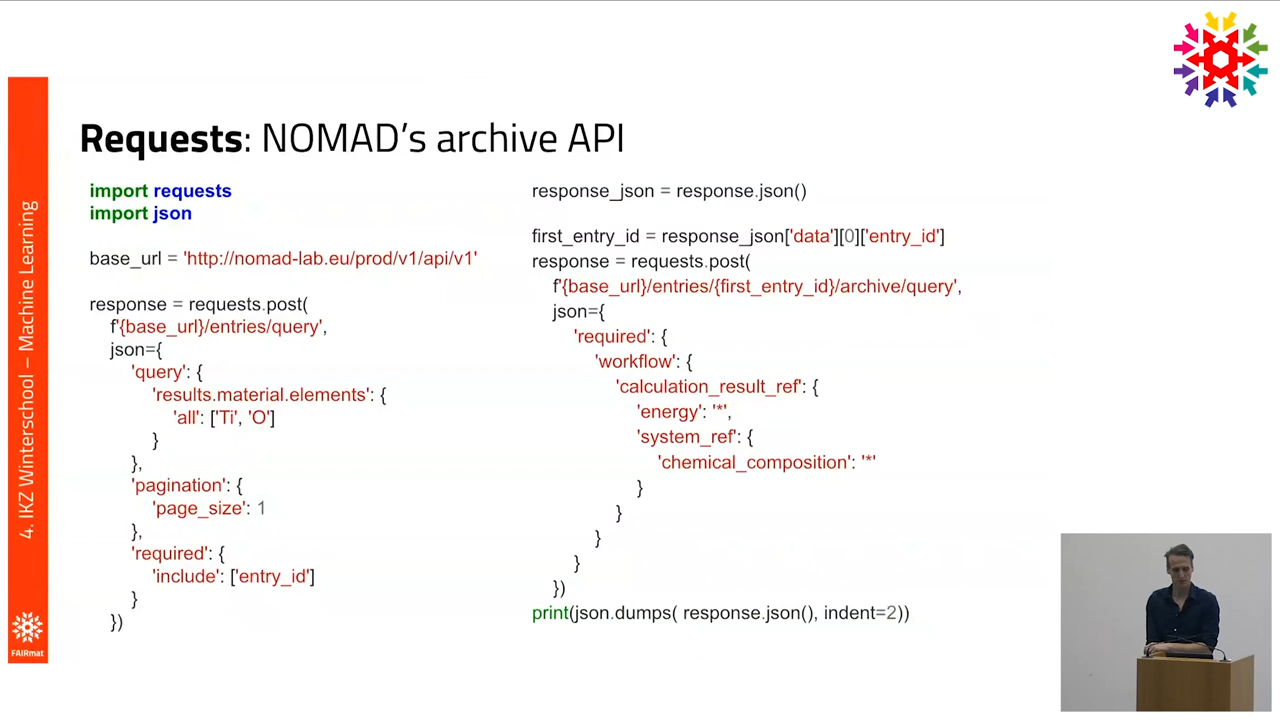 Requests: NOMAD's archive API
import requests
import json
base_url = 'http://nomad-lab.eu/prod/v1/api/v1'
response = requests.post(
f'{base_url}/entries/query',
json={
'query': {
'results.material.elements': {
'all': ['Ti', 'O']
}
},
'pagination': {
'page_size': 1
},
'required': {
'include': ['entry_id']
}
})
response_json = response.json()
first_entry_id = response_json['data'][0]['entry_id']
response = requests.post(
f'{base_url}/entries/{first_entry_id}/archive/query',
json={
'required': {
'workflow': {
'calculation_result_ref': {
'energy': '*',
'system_ref': {
'chemical_composition': '*'
}
}
}
}
})
print(json.dumps( response.json(), indent=2))
4. IKZ Winterschool – Machine Learning
FAIRmat